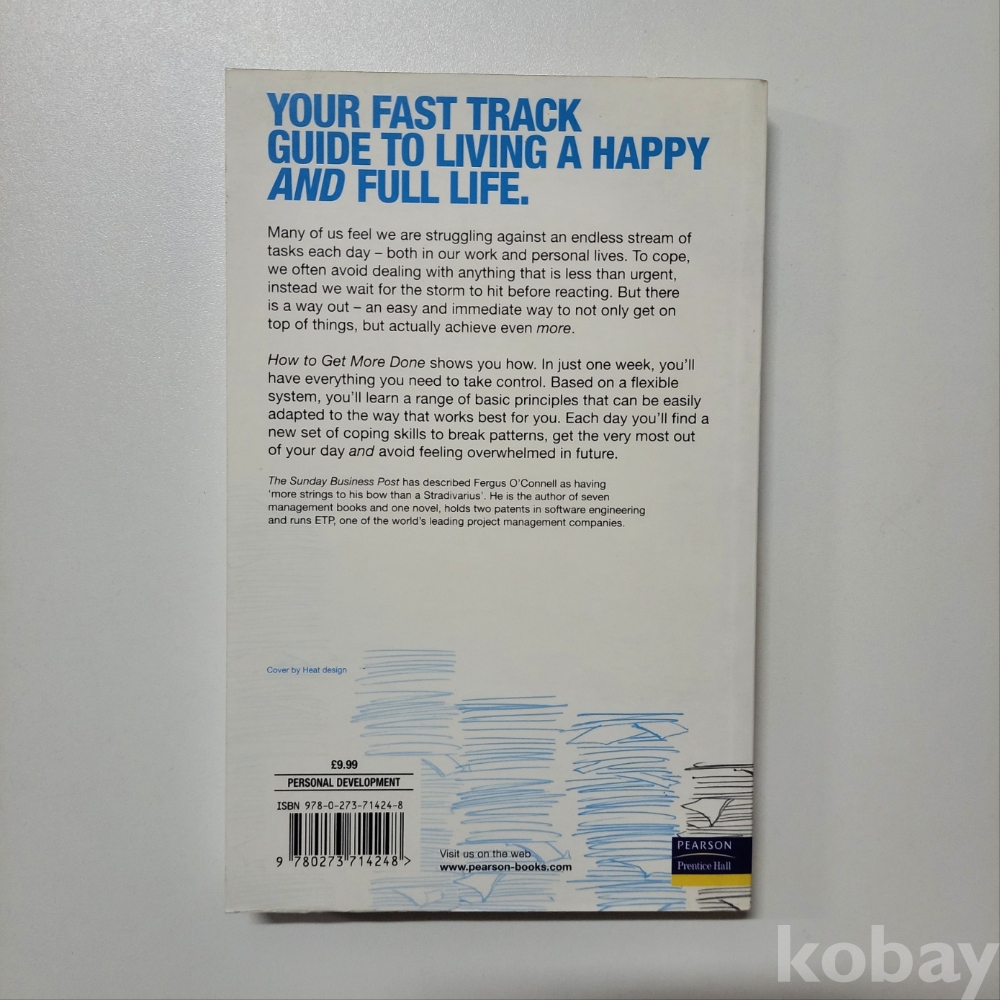 YOUR FAST TRACK
GUIDE TO LIVING A HAPPY
AND FULL LIFE.
Many of us feel we are struggling against an endless stream of
tasks each day – both in our work and personal lives. To cope,
we often avoid dealing with anything that is less than urgent,
instead we wait for the storm to hit before reacting. But there
is a way out – an easy and immediate way to not only get on
top of things, but actually achieve even more.
How to Get More Done shows you how. In just one week, you'll
have everything you need to take control. Based on a flexible
system, you'll learn a range of basic principles that can be easily
adapted to the way that works best for you. Each day you'll find a
new set of coping skills to break patterns, get the very most out
of your day and avoid feeling overwhelmed in future.
The Sunday Business Post has described Fergus O'Connell as having
'more strings to his bow than a Stradivarius'. He is the author of seven
management books and one novel, holds two patents in software engineering
and runs ETP, one of the world's leading project management companies.
Cover by Heat design
£9.99
PERSONAL DEVELOPMENT
ISBN 978-0-273-71424-8
9 780273 714248 >
Visit us on the web
www.pearson-books.com
PEARSON
Prentice Hall
kobay